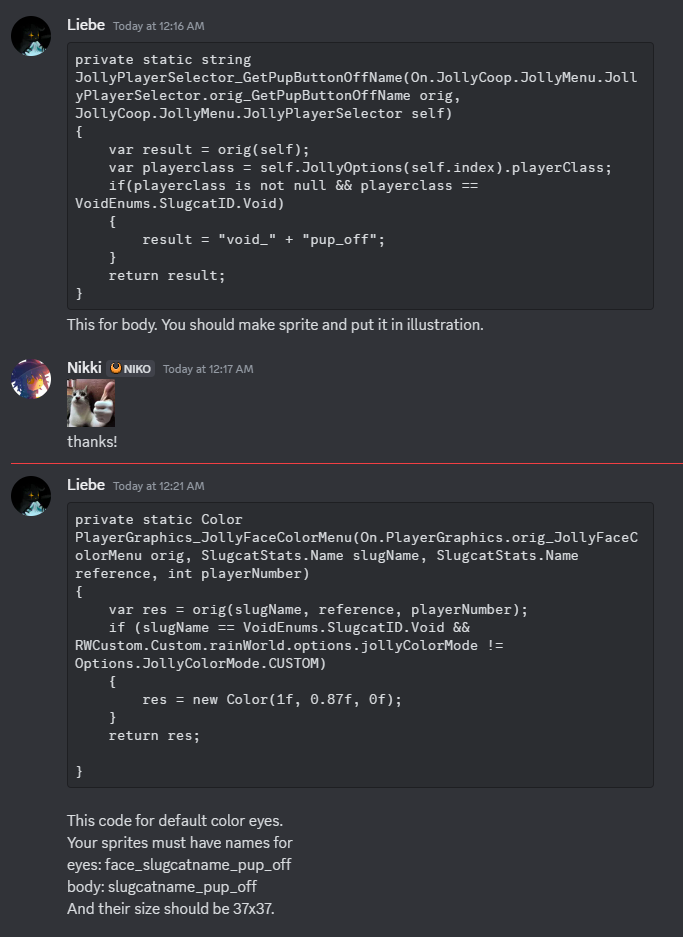 Liebe Today at 12:16 AM
private static string
JollyPlayerSelector_GetPupButtonOffName(On.JollyCoop.JollyMenu.Joll
yPlayerSelector.orig_GetPupButtonOffName orig,
JollyCoop.JollyMenu.JollyPlayerSelector self)
{
    var result = orig(self);
    var playerclass = self.JollyOptions(self.index).playerClass;
    if(playerclass is not null && playerclass ==
VoidEnums.SlugcatID.Void)
    {
        result = "void_" + "pup_off";
    }
    return result;
}
This for body. You should make sprite and put it in illustration.
Nikki NIKO Today at 12:17 AM
thanks!
Liebe Today at 12:21 AM
private static Color
PlayerGraphics_JollyFaceColorMenu(On.PlayerGraphics.orig_JollyFaceC
olorMenu orig, SlugcatStats.Name slugName, SlugcatStats.Name
reference, int playerNumber)
{
    var res = orig(slugName, reference, playerNumber);
    if (slugName == VoidEnums.SlugcatID.Void &&
RWCustom.Custom.rainWorld.options.jollyColorMode !=
Options.JollyColorMode.CUSTOM)
    {
        res = new Color(1f, 0.87f, 0f);
    }
    return res;
}
This code for default color eyes.
Your sprites must have names for
eyes: face_slugcatname_pup_off
body: slugcatname_pup_off
And their size should be 37x37.